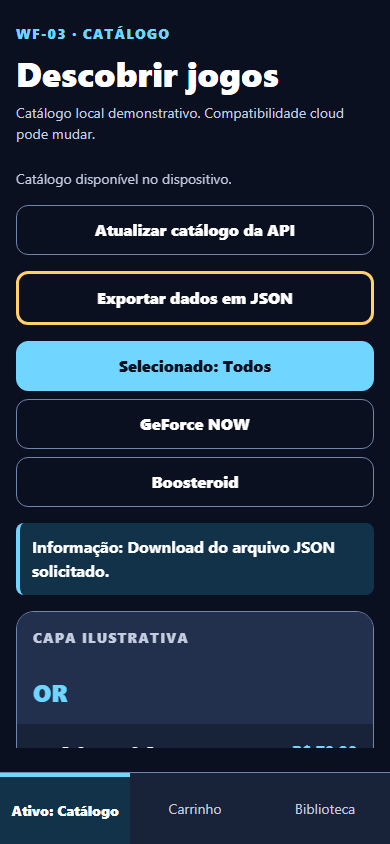 WF-03 · CATÁLOGO
Descobrir jogos
Catálogo local demonstrativo. Compatibilidade cloud
pode mudar.
Catálogo disponível no dispositivo.
Atualizar catálogo da API
Exportar dados em JSON
Selecionado: Todos
GeForce NOW
Boosteroid
Informação: Download do arquivo JSON
solicitado.
CAPA ILUSTRATIVA
OR
Ativo: Catálogo
Carrinho
Biblioteca